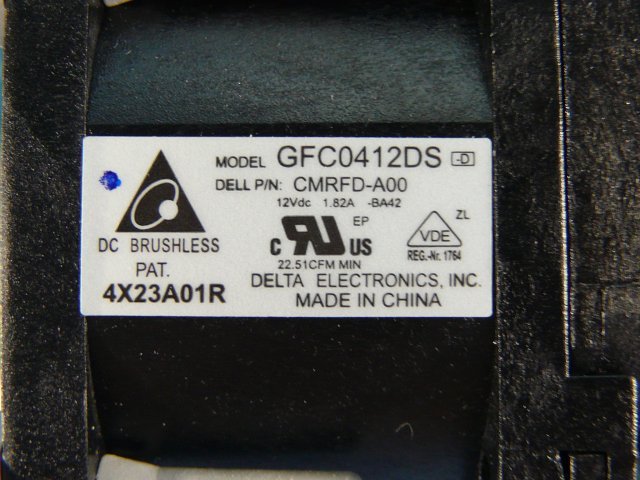 MODEL GFC0412DS -D
DELL P/N: CMRFD-A00
12Vdc 1.82A -BA42
DC BRUSHLESS
PAT.
4X23A01R
C RU US EP
22.51CFM MIN
VDE ZL
REG.-Nr. 1764
DELTA ELECTRONICS, INC.
MADE IN CHINA